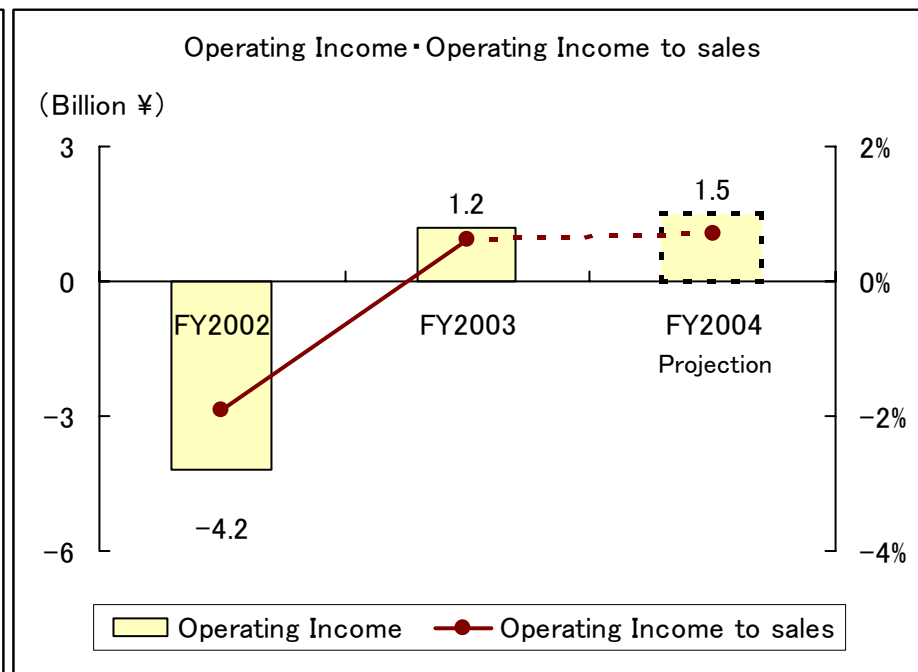 Operating Income・Operating Income to sales
(Billion ¥)
3
2%
1.2
1.5
0
0%
FY2002
FY2003
FY2004
Projection
-3
-2%
-4.2
-6
-4%
Operating Income
Operating Income to sales